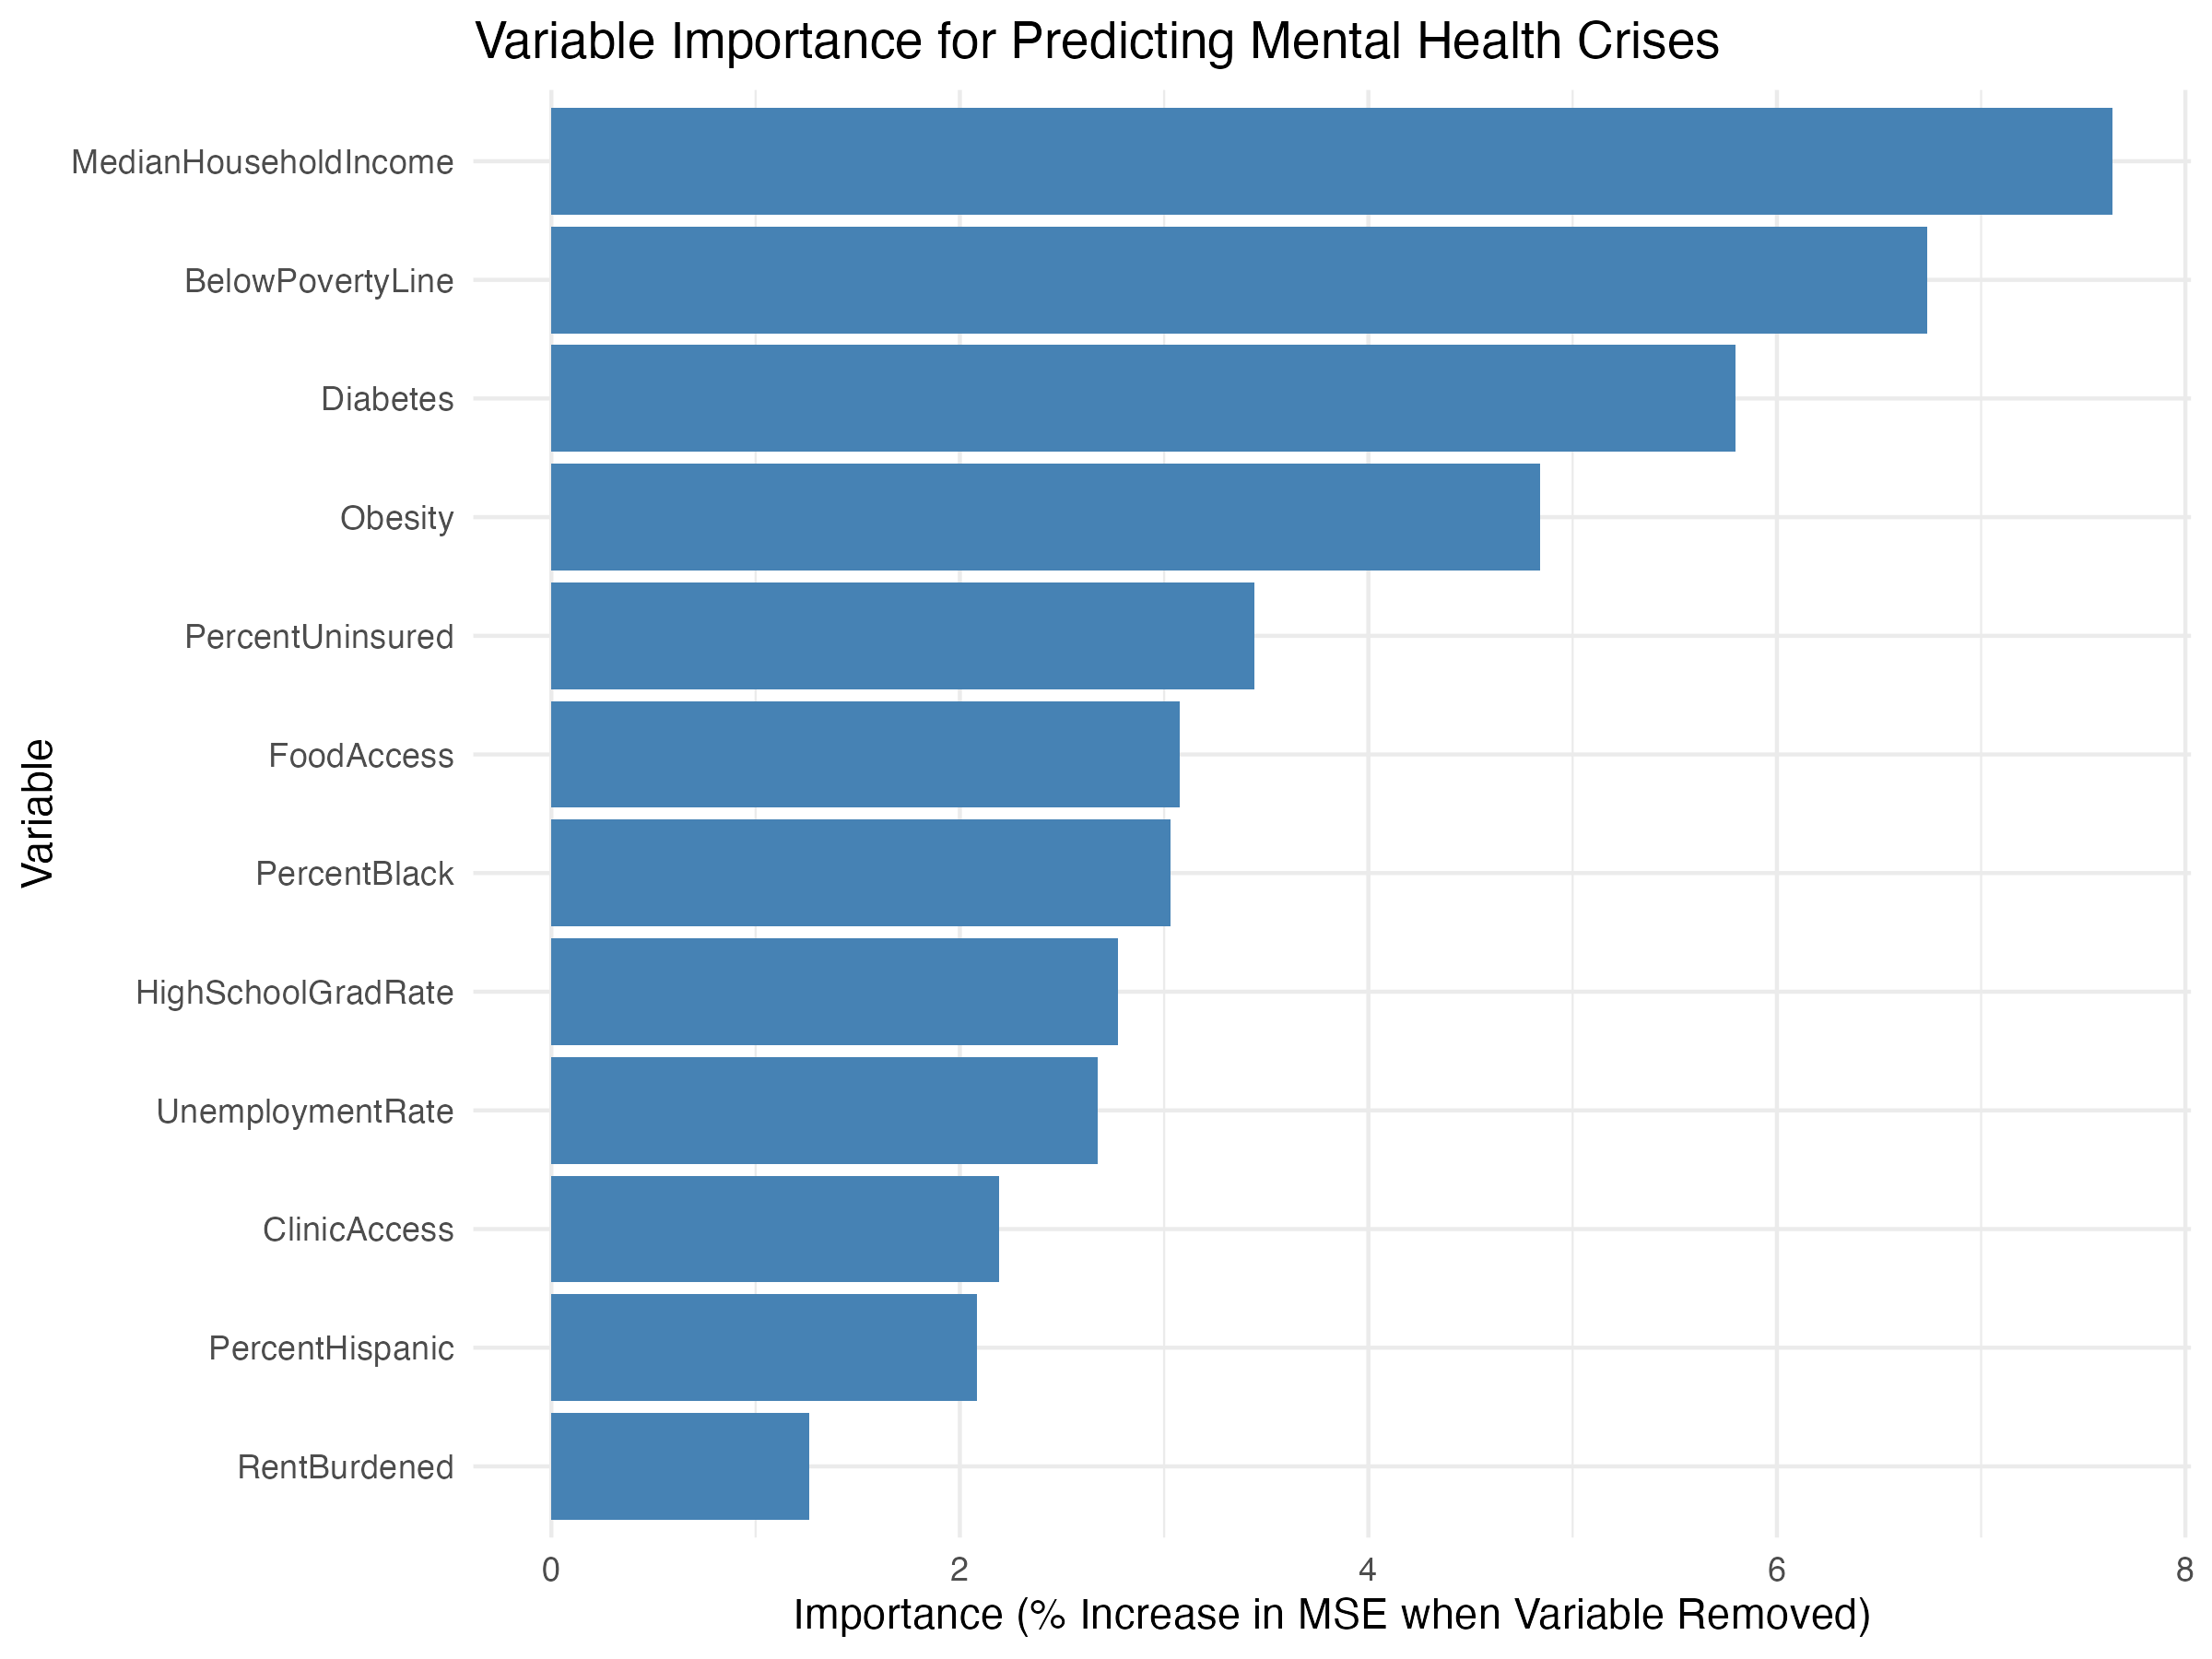 Variable Importance for Predicting Mental Health Crises
MedianHouseholdIncome
BelowPovertyLine
Diabetes
Obesity
PercentUninsured
FoodAccess
PercentBlack
HighSchoolGradRate
UnemploymentRate
ClinicAccess
PercentHispanic
RentBurdened
Variable
0 2 4 6 8
Importance (% Increase in MSE when Variable Removed)